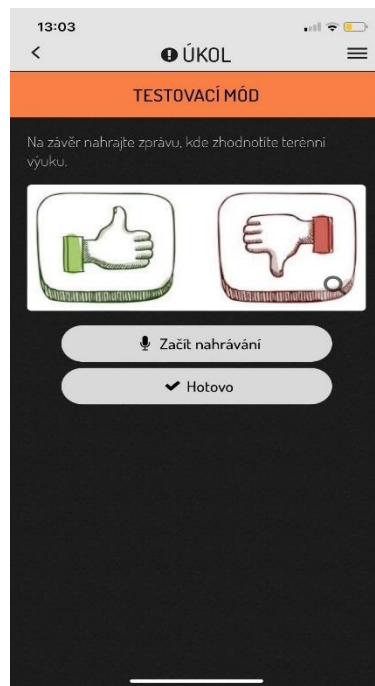 13:03
ÚKOL
TESTOVACÍ MÓD
Na závěr nahrajte zprávu, kde zhodnotíte terénní
výuku.
Začít nahrávání
Hotovo